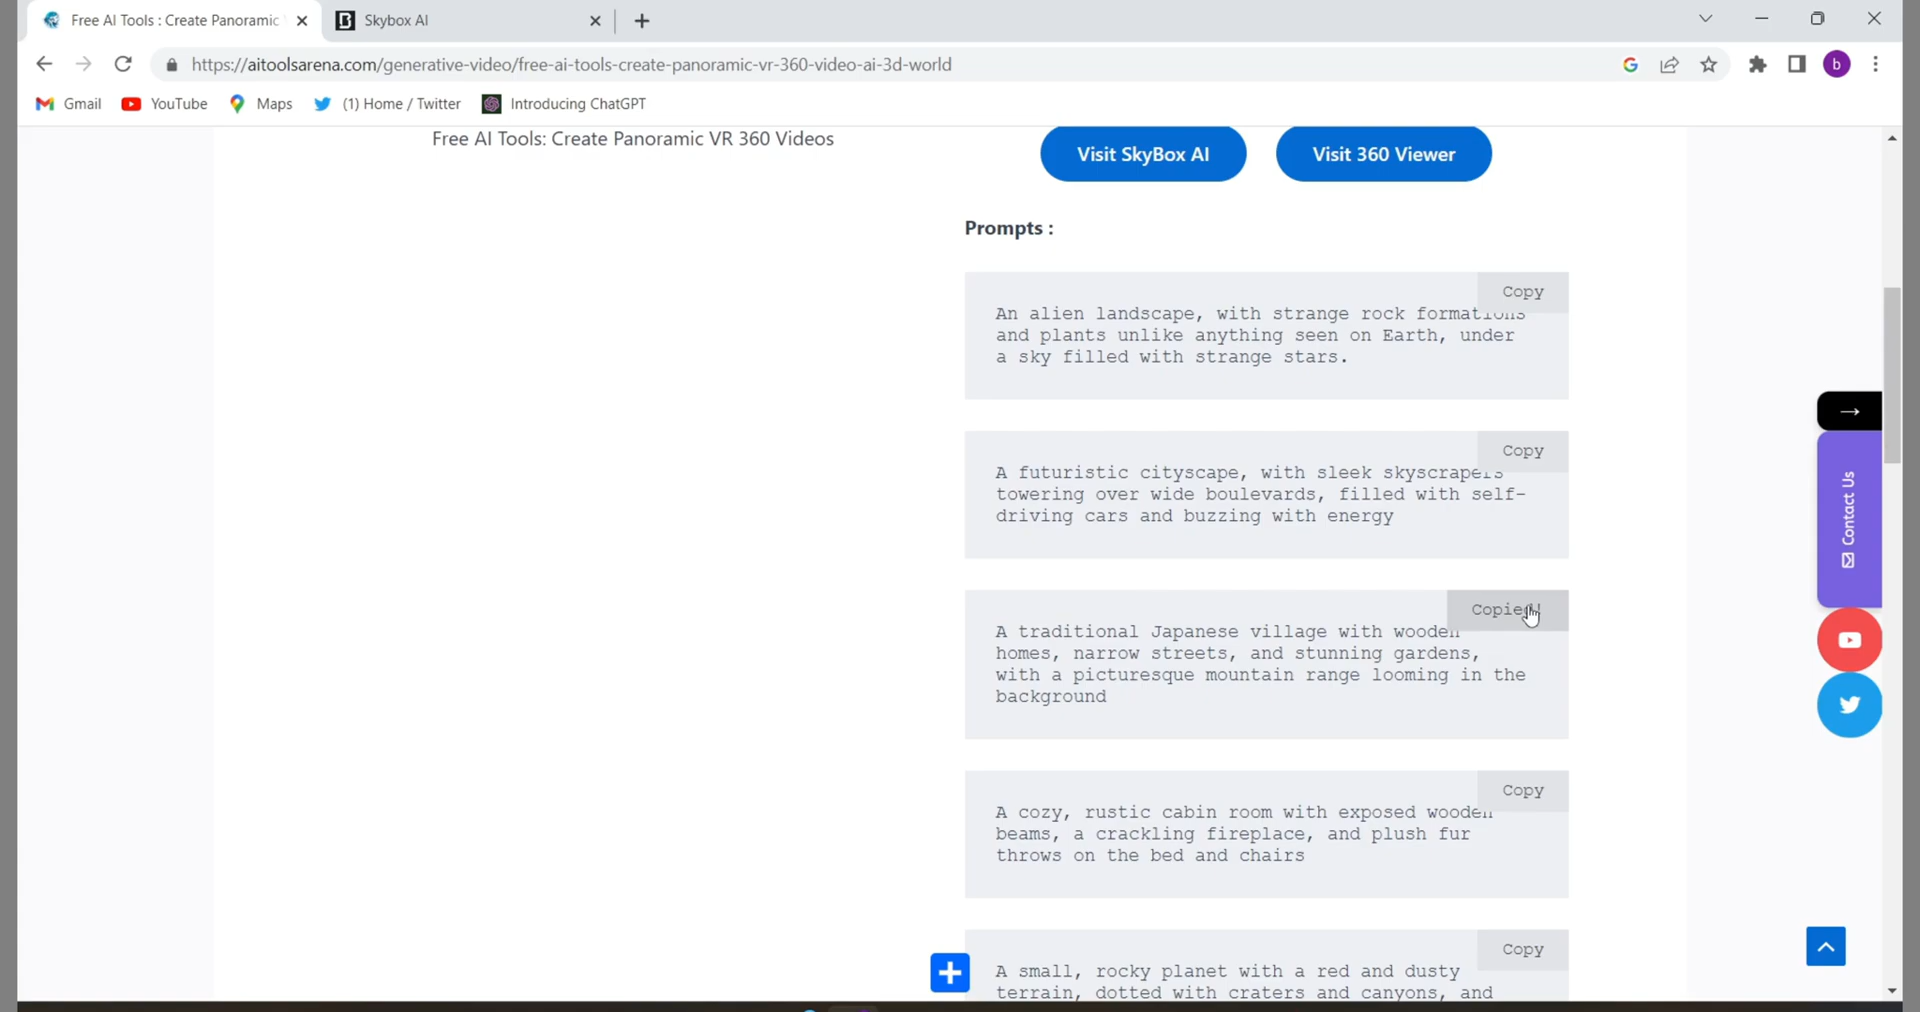 Free AI Tools : Create Panoramic
Skybox AI
https://aitoolsarena.com/generative-video/free-ai-tools-create-panoramic-vr-360-video-ai-3d-world
b
Gmail
YouTube
Maps
(1) Home / Twitter
Introducing ChatGPT
Free AI Tools: Create Panoramic VR 360 Videos
Visit SkyBox AI
Visit 360 Viewer
Prompts :
Copy
An alien landscape, with strange rock formations
and plants unlike anything seen on Earth, under
a sky filled with strange stars.
Copy
A futuristic cityscape, with sleek skyscrapers
towering over wide boulevards, filled with self-
driving cars and buzzing with energy
Copied!
A traditional Japanese village with wooden
homes, narrow streets, and stunning gardens,
with a picturesque mountain range looming in the
background
Copy
A cozy, rustic cabin room with exposed wooden
beams, a crackling fireplace, and plush fur
throws on the bed and chairs
Copy
A small, rocky planet with a red and dusty
terrain, dotted with craters and canyons, and
Contact Us